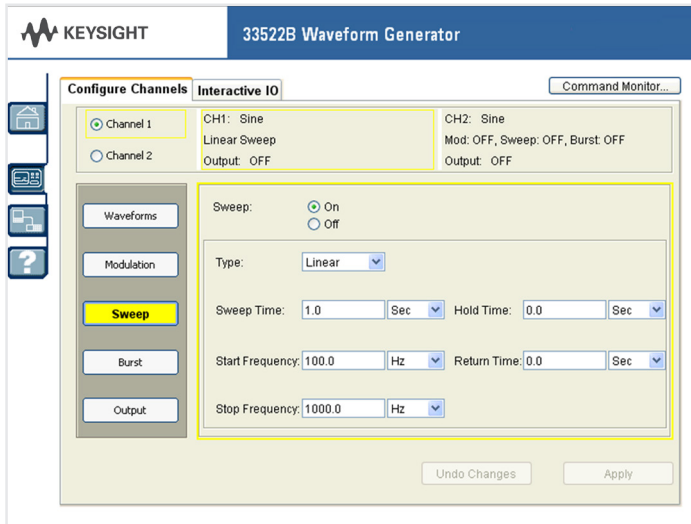 KEYSIGHT
33522B Waveform Generator
Configure Channels
Interactive IO
Command Monitor...
Channel 1
Channel 2
CH1: Sine
Linear Sweep
Output: OFF
CH2: Sine
Mod: OFF, Sweep: OFF, Burst: OFF
Output: OFF
?
Waveforms
Modulation
Sweep
Burst
Output
Sweep:
On
Off
Type:
Linear
Sweep Time: 1.0 Sec
Hold Time: 0.0 Sec
Start Frequency: 100.0 Hz
Return Time: 0.0 Sec
Stop Frequency: 1000.0 Hz
Undo Changes
Apply